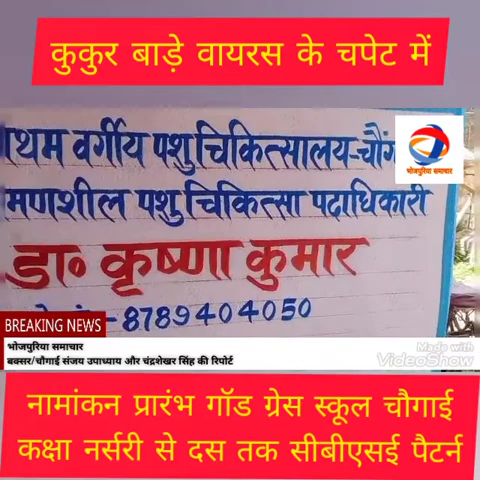 कुकुर बाड़े वायरस के चपेट में
थम वर्गीय पशु चिकित्सालय-चौंग
भोजपुरिया समाचार
मणशील पशु चिकित्सा पदाधिकारी
डा० कृष्णा कुमार
-8789404050
BREAKING NEWS
भोजपुरिया समाचार
बक्सर/चौगाई संजय उपाध्याय और चंद्रशेखर सिंह की रिपोर्ट
Made with
VideoShow
नामांकन प्रारंभ गॉड ग्रेस स्कूल चौगाई
कक्षा नर्सरी से दस तक सीबीएसई पैटर्न